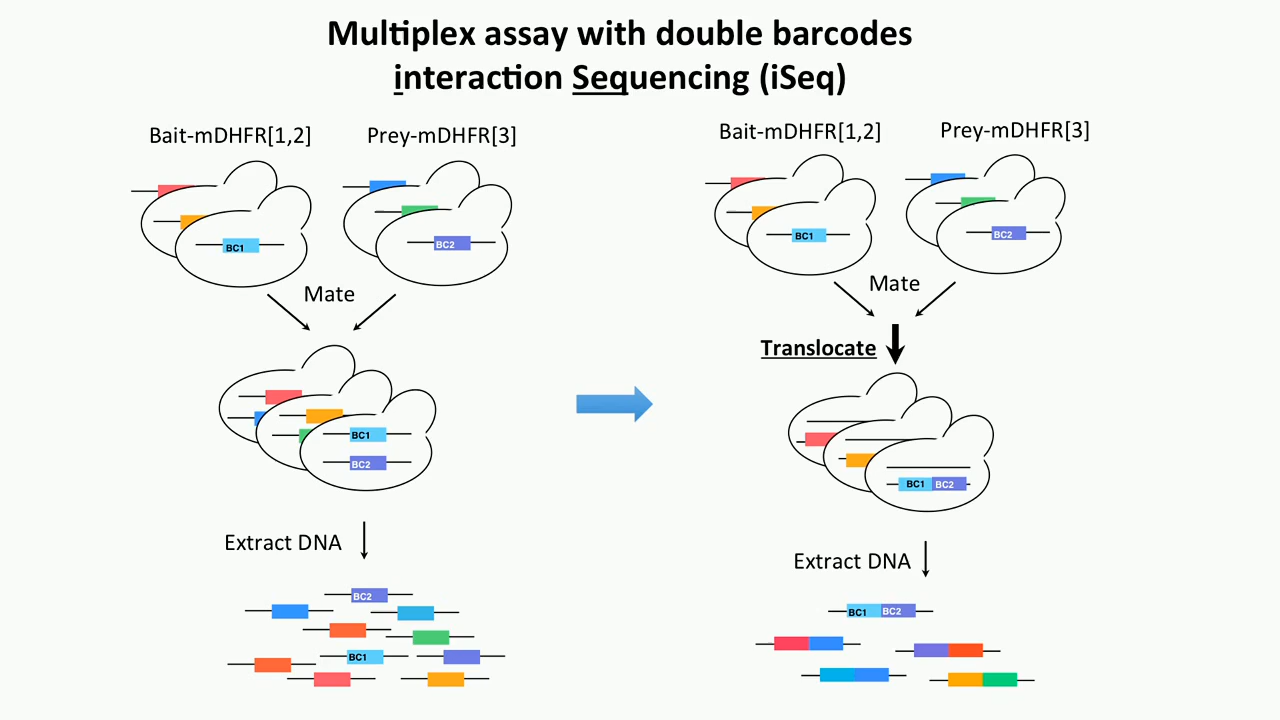 Multiplex assay with double barcodes
interaction Sequencing (iSeq)
Bait-mDHFR[1,2]
Prey-mDHFR[3]
BC1
BC2
Mate
BC1
BC2
Extract DNA
BC2
BC1
Bait-mDHFR[1,2]
Prey-mDHFR[3]
BC1
BC2
Mate
Translocate
BC1 BC2
Extract DNA
BC1 BC2